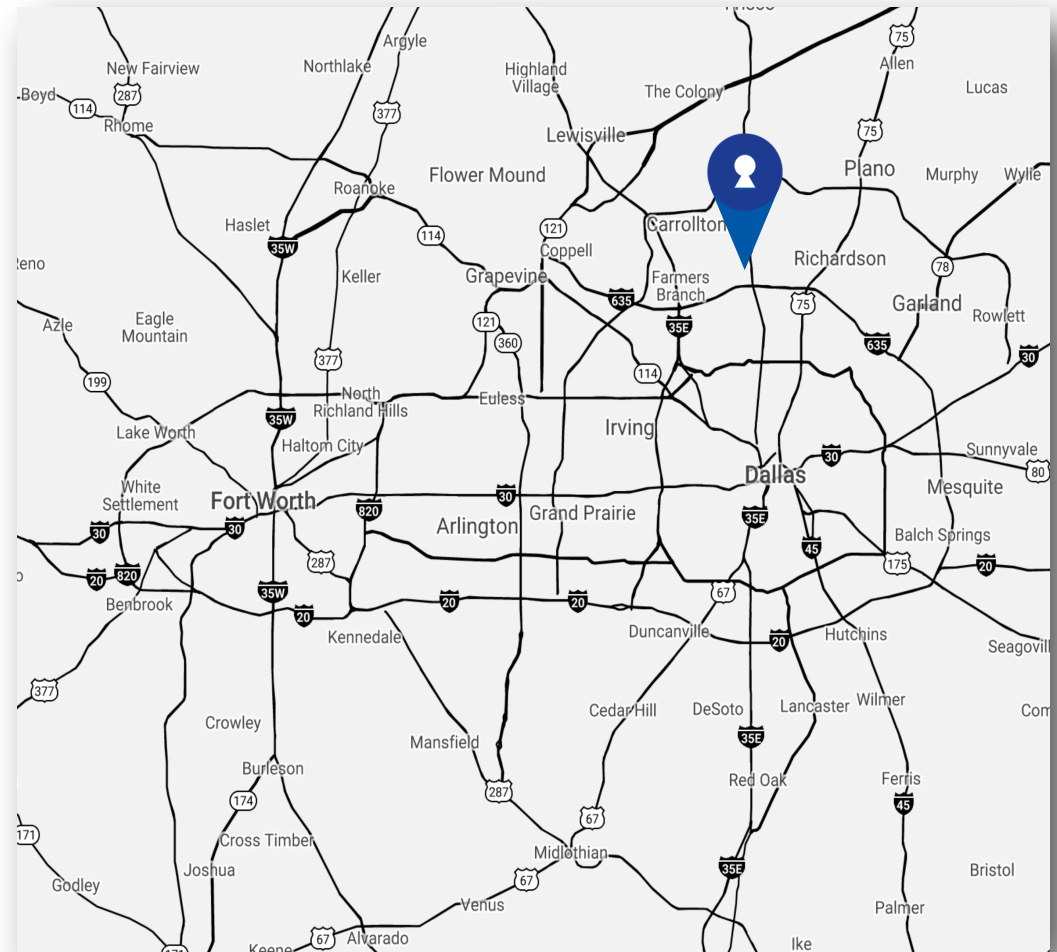 Argyle
75
New Fairview
Northlake
Allen
Highland
Village
Lucas
Boyd
287
The Colony
114
377
Rhome
75
Lewisville
Plano
Flower Mound
Murphy
Wylie
Roanoke
Haslet
121
Carrollton
114
35W
Coppell
Richardson
78
Keller
Grapevine
Farmers
Branch
635
75
Garland
Azle
Eagle
Mountain
121
35E
Rowlett
360
635
30
377
199
114
North
Richland Hills
Euless
35W
Irving
Lake Worth
Haltom City
30
Sunnyvale
80
Dallas
White
Settlement
Fort Worth
30
Mesquite
820
Grand Prairie
35E
Arlington
30
30
Balch Springs
45
287
175
20
820
20
35W
67
Benbrook
20
20
20
Kennedale
Duncanville
20
Hutchins
377
Crowley
Cedar Hill
DeSoto
Lancaster
Wilmer
Mansfield
35E
Burleson
Red Oak
Ferris
287
174
45
67
171
Cross Timber
Midlothian
Joshua
35E
Bristol
Godley
67
Venus
Palmer
67
Alvarado
Ike